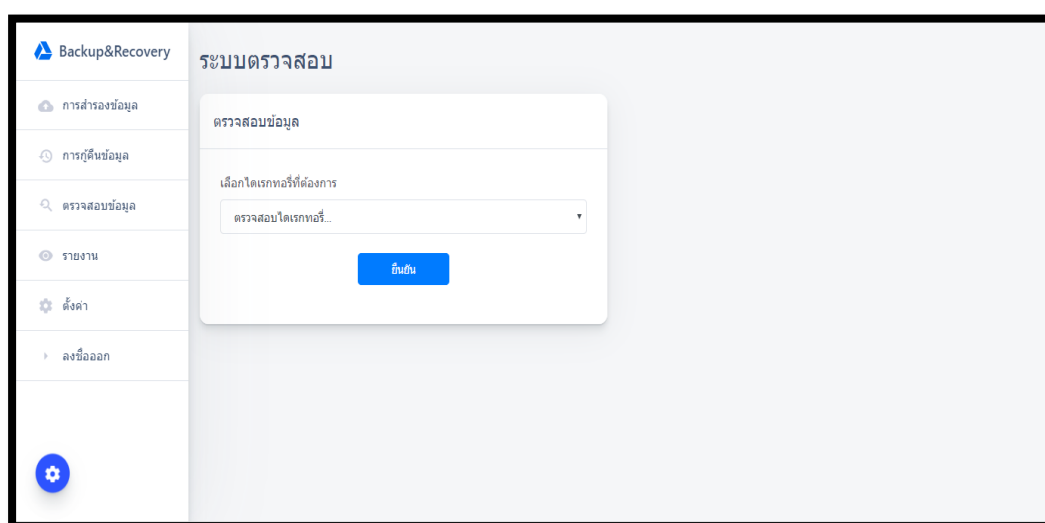 Backup&Recovery
การสำรองข้อมูล
การกู้คืนข้อมูล
ตรวจสอบข้อมูล
รายงาน
ตั้งค่า
ลงชื่อออก
ระบบตรวจสอบ
ตรวจสอบข้อมูล
เลือกไดเรกทอรี่ที่ต้องการ
ตรวจสอบไดเรกทอรี่...
ยืนยัน